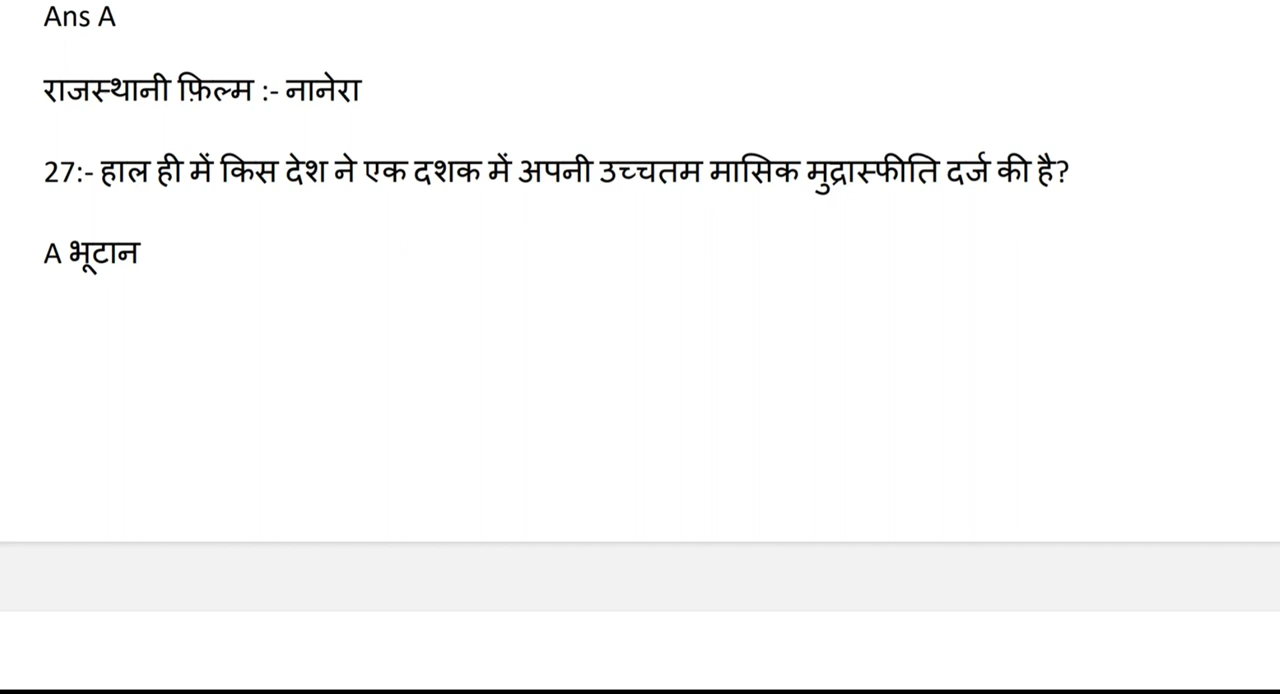 Ans A
राजस्थानी फ़िल्म :- नानेरा
27:- हाल ही में किस देश ने एक दशक में अपनी उच्चतम मासिक मुद्रास्फीति दर्ज की है?
A भूटान